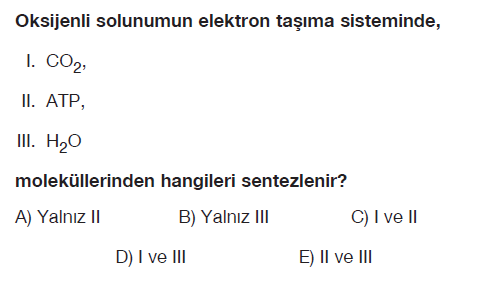 Oksijenli solunumun elektron taşıma sisteminde,
I. CO₂,
II. ATP,
III. H₂O
moleküllerinden hangileri sentezlenir?
A) Yalnız II B) Yalnız III C) I ve II
D) I ve III E) II ve III